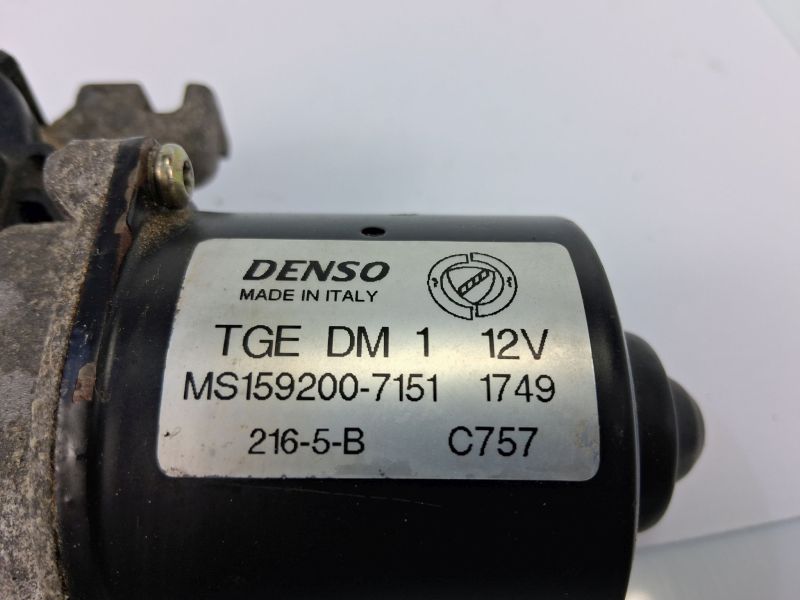 DENSO
MADE IN ITALY
TGE DM 1 12V
MS159200-7151 1749
216-5-B C757